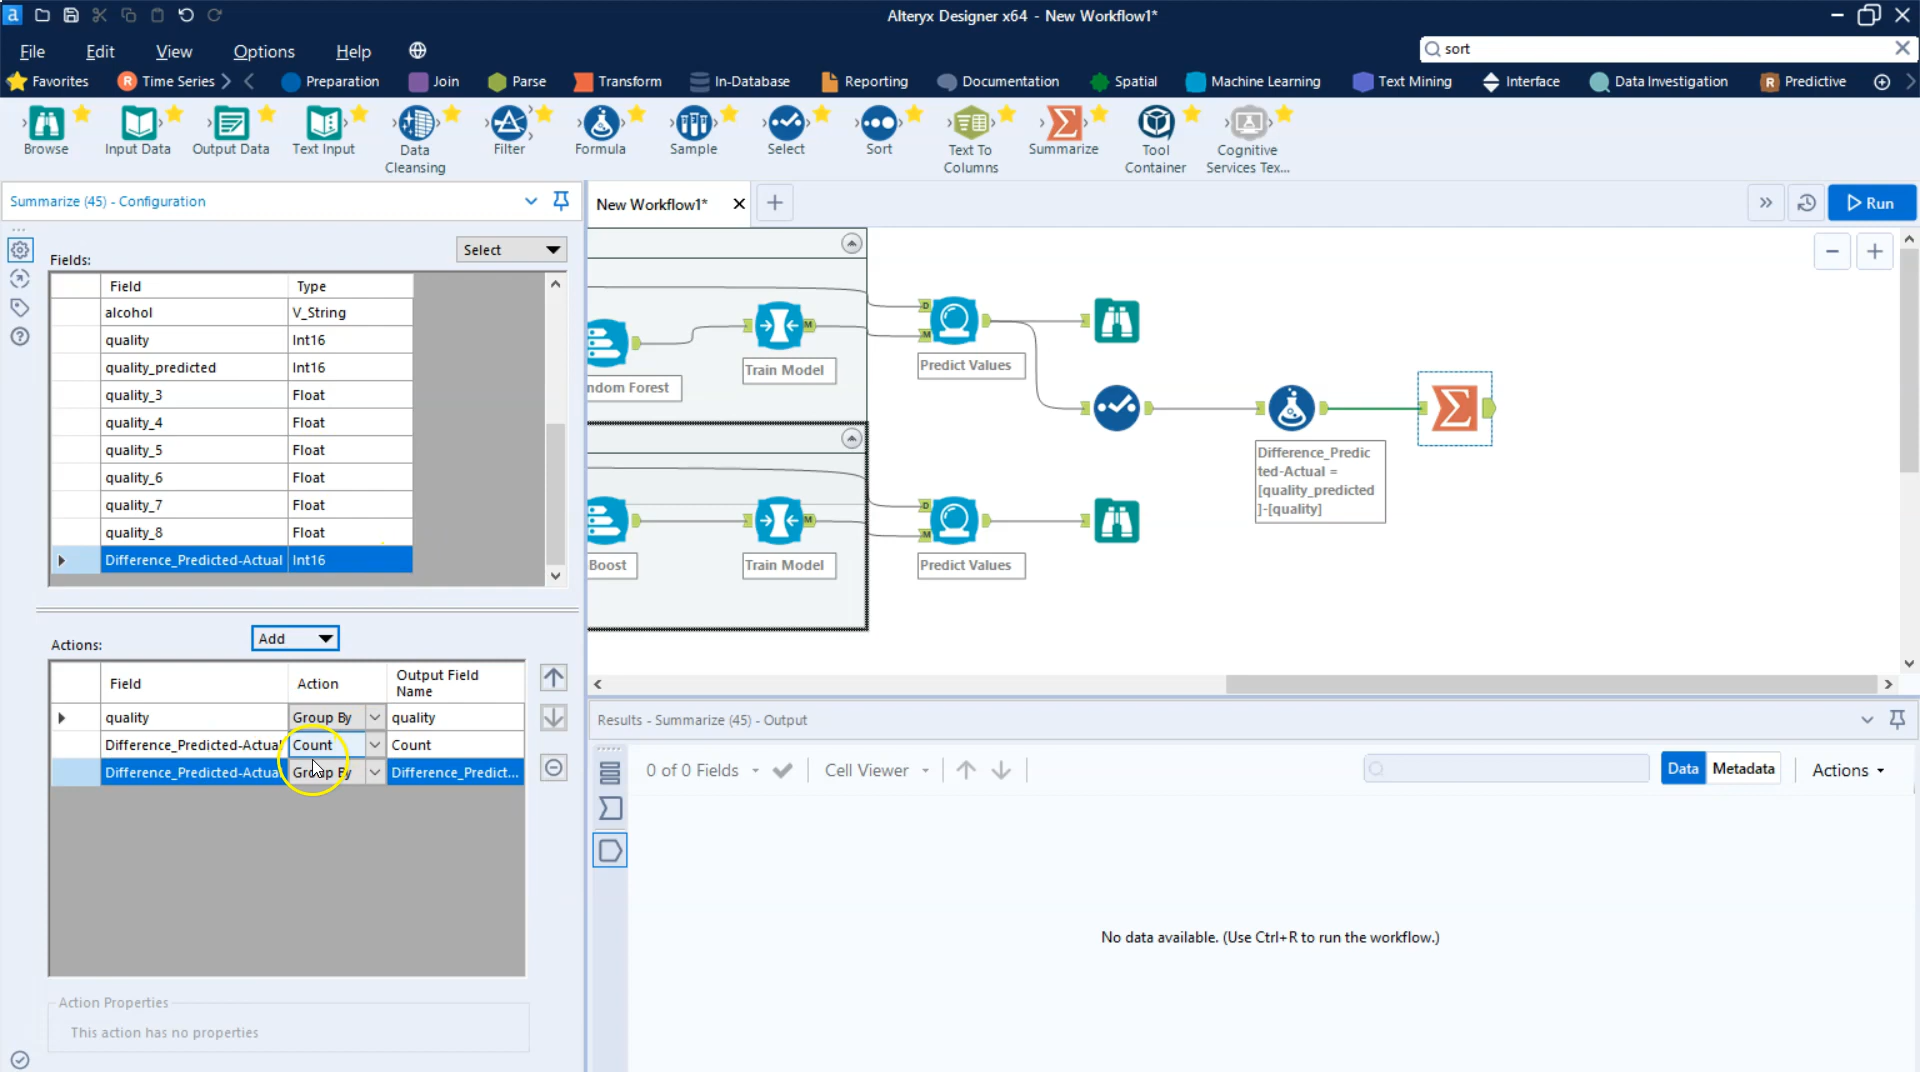 a
Alteryx Designer x64 - New Workflow1*
File Edit View Options Help
sort
Favorites Time Series Preparation Join Parse Transform In-Database Reporting Documentation Spatial Machine Learning Text Mining Interface Data Investigation Predictive
R
R
Browse Input Data Output Data Text Input Data Cleansing Filter Formula Sample Select Sort Text To Columns Summarize Tool Container Cognitive Services Tex...
Summarize (45) - Configuration
New Workflow1*
Run
Fields:
Select
Field Type
alcohol V_String
quality Int16
quality_predicted Int16
quality_3 Float
quality_4 Float
quality_5 Float
quality_6 Float
quality_7 Float
quality_8 Float
Difference_Predicted-Actual Int16
Actions:
Add
Field Action Output Field Name
quality Group By quality
Difference_Predicted-Actual Count Count
Difference_Predicted-Actual Group By Difference_Predict...
Action Properties
This action has no properties
D
M
M
Train Model
Predict Values
ndom Forest
Difference_Predic
ted-Actual =
[quality_predicted
]-[quality]
D
M
M
Boost
Train Model
Predict Values
Results - Summarize (45) - Output
0 of 0 Fields Cell Viewer Data Metadata Actions
No data available. (Use Ctrl+R to run the workflow.)